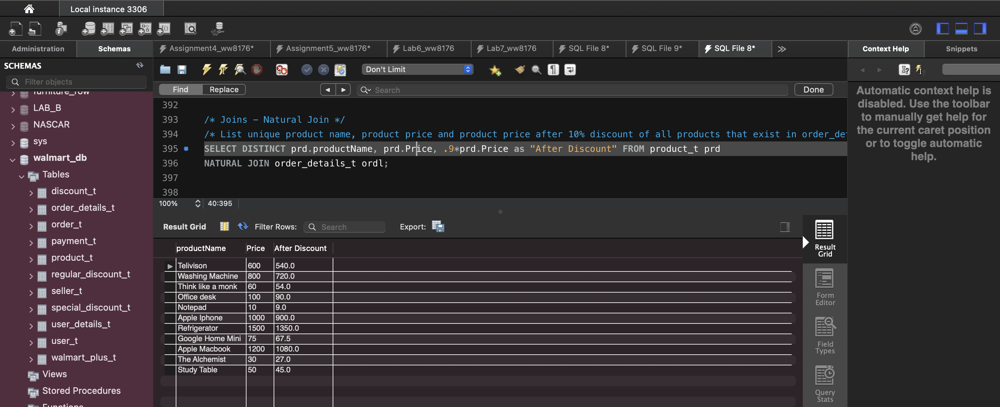 Local instance 3306
Administration
Schemas
Assignment4_ww8176*
Assignment5_ww8176*
Lab6_ww8176
Lab7_ww8176
SQL File 8*
SQL File 9*
SQL File 8*
Context Help
Snippets
SCHEMAS
Filter objects
Don't Limit
Find
Replace
Search
Done
furniture_row
LAB_B
NASCAR
sys
walmart_db
Tables
discount_t
order_details_t
order_t
payment_t
product_t
regular_discount_t
seller_t
special_discount_t
user_details_t
user_t
walmart_plus_t
Views
Stored Procedures
Functions
392
393 /* Joins – Natural Join */
394 /* List unique product name, product price and product price after 10% discount of all products that exist in order_de
395 SELECT DISTINCT prd.productName, prd.Price, .9*prd.Price as "After Discount" FROM product_t prd
396 NATURAL JOIN order_details_t ordl;
397
398
100% 40:395
Automatic context help is
disabled. Use the toolbar
to manually get help for
the current caret position
or to toggle automatic
help.
Result Grid
Filter Rows:
Search
Export:
productName Price After Discount
Telivison 600 540.0
Washing Machine 800 720.0
Think like a monk 60 54.0
Office desk 100 90.0
Notepad 10 9.0
Apple Iphone 1000 900.0
Refrigerator 1500 1350.0
Google Home Mini 75 67.5
Apple Macbook 1200 1080.0
The Alchemist 30 27.0
Study Table 50 45.0
Result
Grid
Form
Editor
Field
Types
Query
Stats